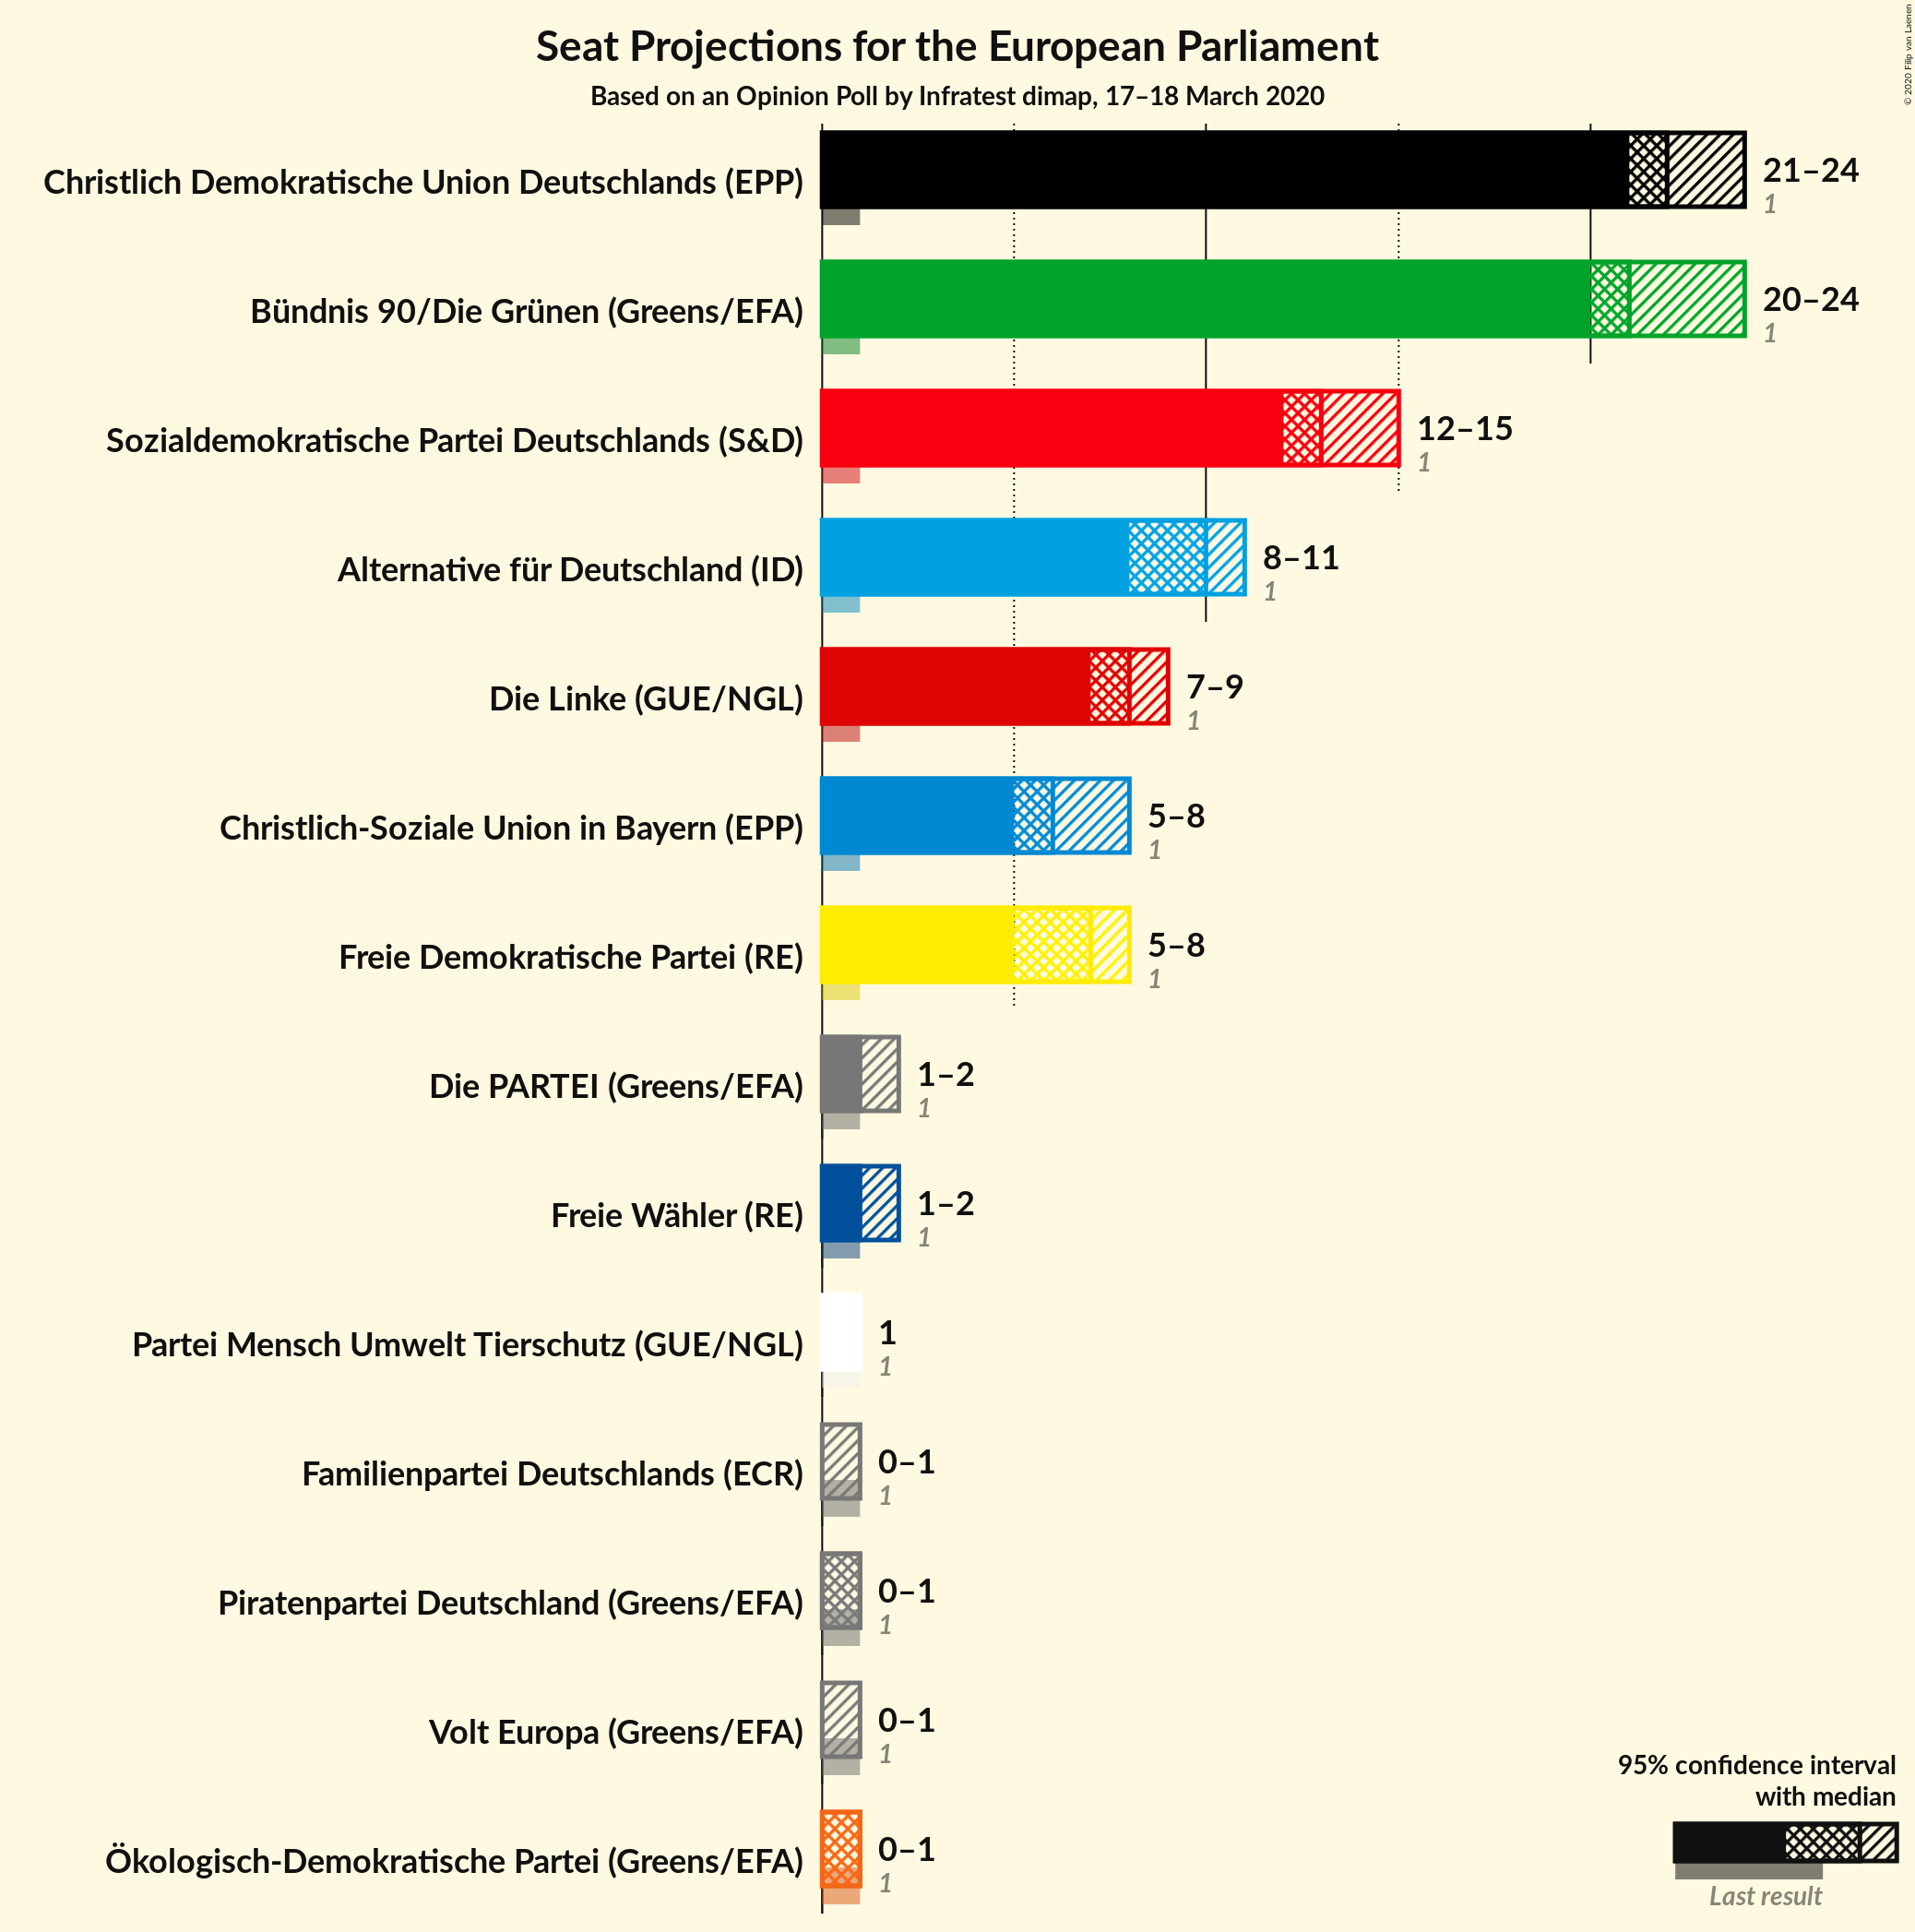 Seat Projections for the European Parliament
Based on an Opinion Poll by Infratest dimap, 17–18 March 2020
© 2020 Filip van Laenen
Christlich Demokratische Union Deutschlands (EPP)
21–24
1
Bündnis 90/Die Grünen (Greens/EFA)
20–24
1
Sozialdemokratische Partei Deutschlands (S&D)
12–15
1
Alternative für Deutschland (ID)
8–11
1
Die Linke (GUE/NGL)
7–9
1
Christlich-Soziale Union in Bayern (EPP)
5–8
1
Freie Demokratische Partei (RE)
5–8
1
Die PARTEI (Greens/EFA)
1–2
1
Freie Wähler (RE)
1–2
1
Partei Mensch Umwelt Tierschutz (GUE/NGL)
1
1
Familienpartei Deutschlands (ECR)
0–1
1
Piratenpartei Deutschland (Greens/EFA)
0–1
1
Volt Europa (Greens/EFA)
0–1
1
Ökologisch-Demokratische Partei (Greens/EFA)
0–1
1
95% confidence interval
with median
Last result